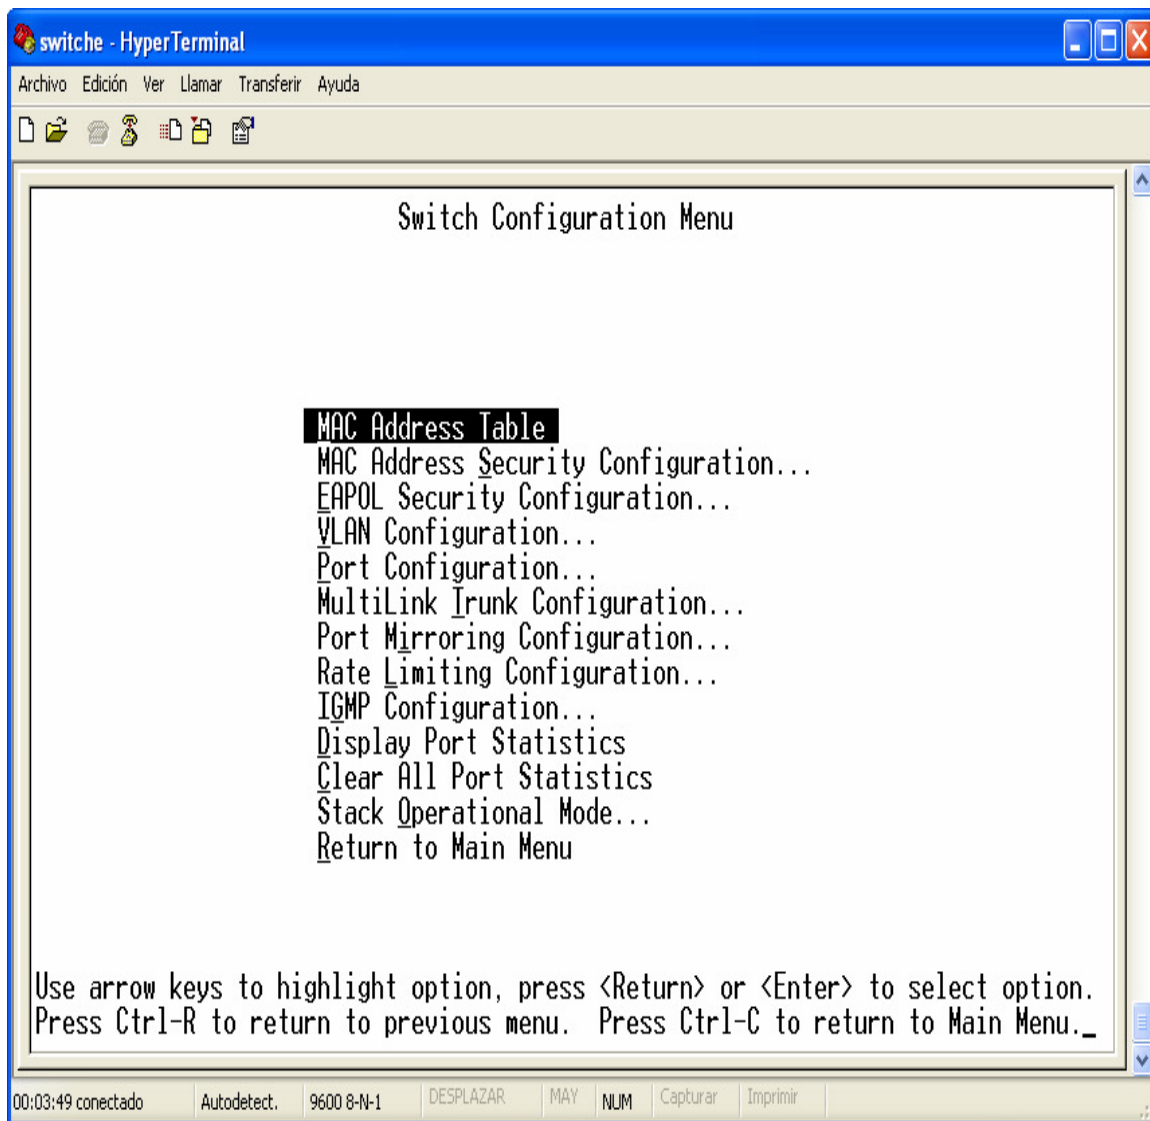 switche - HyperTerminal
Archivo Edición Ver Llamar Transferir Ayuda
Switch Configuration Menu
MAC Address Table
MAC Address Security Configuration...
EAPOL Security Configuration...
VLAN Configuration...
Port Configuration...
MultiLink Trunk Configuration...
Port Mirroring Configuration...
Rate Limiting Configuration...
IGMP Configuration...
Display Port Statistics
Clear All Port Statistics
Stack Operational Mode...
Return to Main Menu
Use arrow keys to highlight option, press <Return> or <Enter> to select option.
Press Ctrl-R to return to previous menu. Press Ctrl-C to return to Main Menu._
00:03:49 conectado Autodetect. 9600 8-N-1 DESPLAZAR MAY NUM Capturar Imprimir